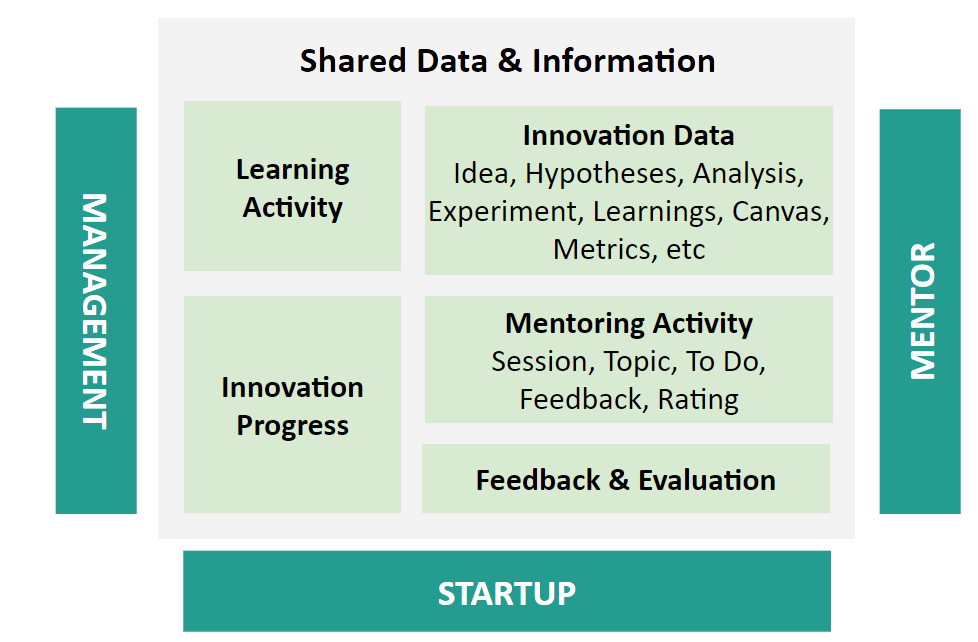 Shared Data & Information
MANAGEMENT
Learning
Activity
Innovation Data
Idea, Hypotheses, Analysis,
Experiment, Learnings, Canvas,
Metrics, etc
Innovation
Progress
Mentoring Activity
Session, Topic, To Do,
Feedback, Rating
Feedback & Evaluation
MENTOR
STARTUP